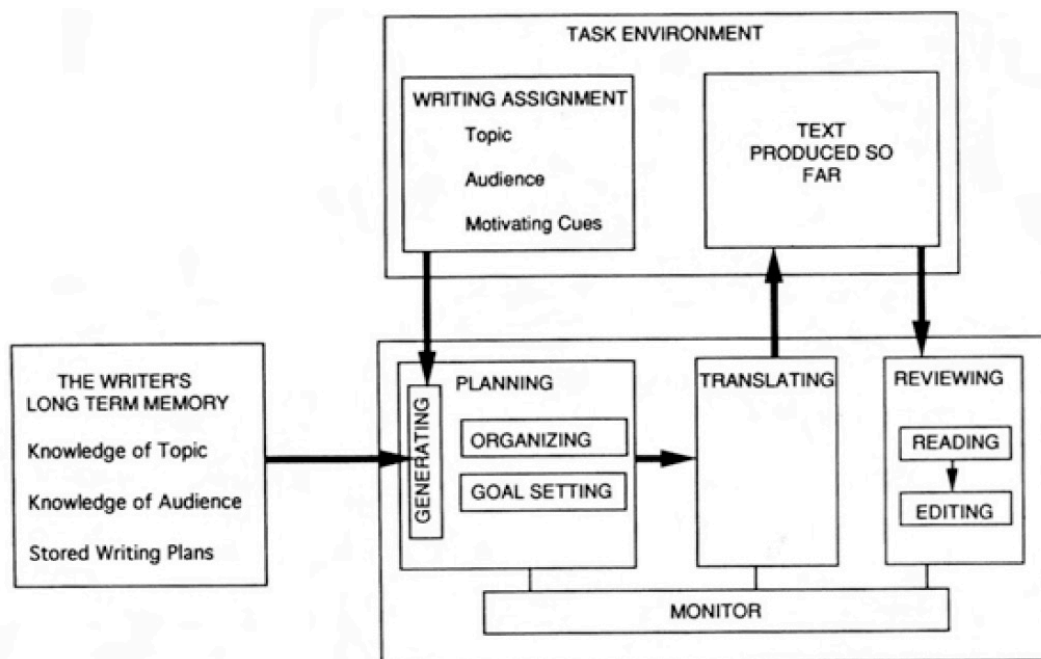 TASK ENVIRONMENT
WRITING ASSIGNMENT
Topic
Audience
Motivating Cues
TEXT
PRODUCED SO
FAR
THE WRITER'S
LONG TERM MEMORY
Knowledge of Topic
Knowledge of Audience
Stored Writing Plans
PLANNING
GENERATING
ORGANIZING
GOAL SETTING
TRANSLATING
REVIEWING
READING
EDITING
MONITOR